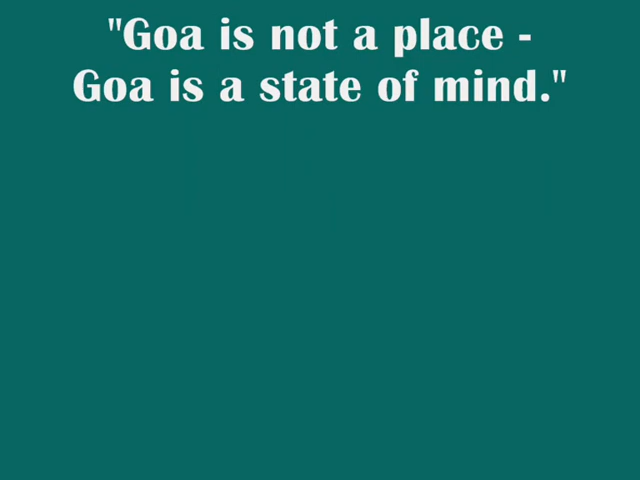 "Goa is not a place -
Goa is a state of mind."